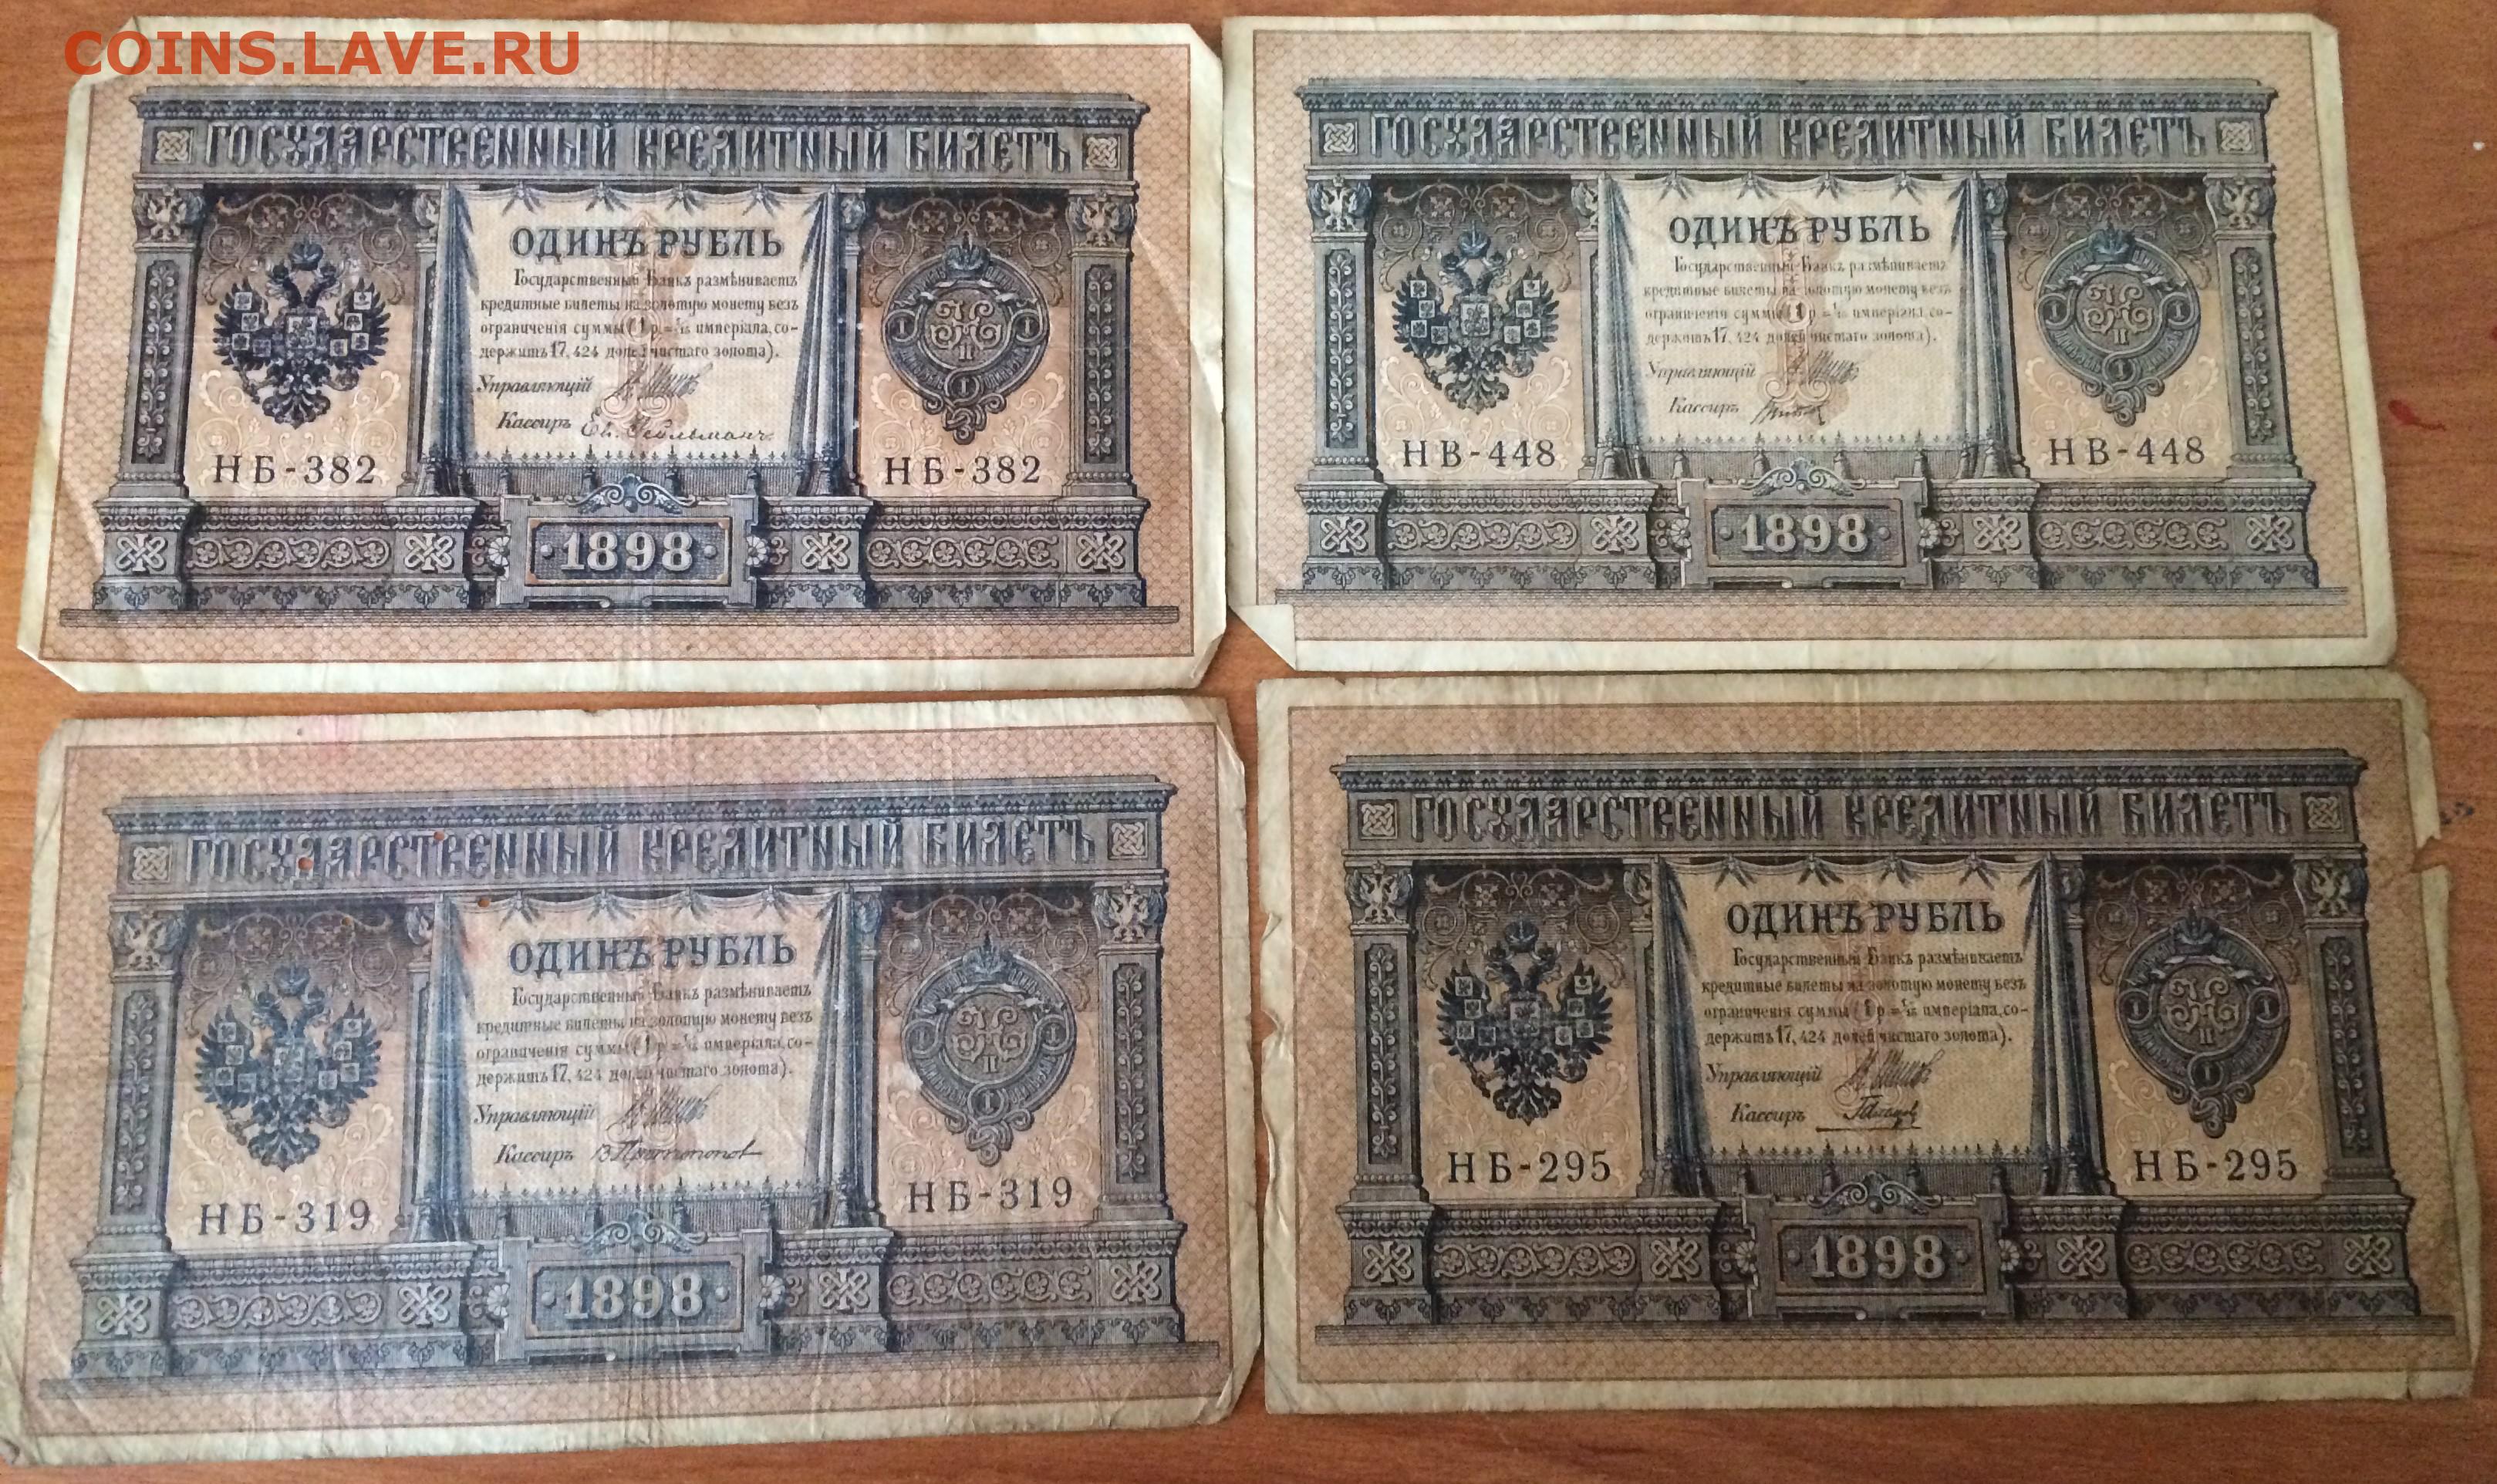 COINS.LAVE.RU
ГОСУДАРСТВЕННЫЙ КРЕДИТНЫЙ БИЛЕТЪ
ОДИНЪ РУБЛЬ
Государственный Банкъ размѣниваетъ
кредитные билеты на золотую монету безъ
ограниченія суммы (1 р. = 1/15 имперіала, со-
держитъ 17,424 долей чистаго золота).
Управляющій
Кассиръ
НБ-382
НБ-382
1898
ГОСУДАРСТВЕННЫЙ КРЕДИТНЫЙ БИЛЕТЪ
ОДИНЪ РУБЛЬ
Государственный Банкъ размѣниваетъ
кредитные билеты на золотую монету безъ
ограниченія суммы (1 р. = 1/15 имперіала, со-
держитъ 17,424 долей чистаго золота).
Управляющій
Кассиръ
НВ-448
НВ-448
1898
ГОСУДАРСТВЕННЫЙ КРЕДИТНЫЙ БИЛЕТЪ
ОДИНЪ РУБЛЬ
Государственный Банкъ размѣниваетъ
кредитные билеты на золотую монету безъ
ограниченія суммы (1 р. = 1/15 имперіала, со-
держитъ 17,424 долей чистаго золота).
Управляющій
Кассиръ В Протопопов
НБ-319
НБ-319
1898
ГОСУДАРСТВЕННЫЙ КРЕДИТНЫЙ БИЛЕТЪ
ОДИНЪ РУБЛЬ
Государственный Банкъ размѣниваетъ
кредитные билеты на золотую монету безъ
ограниченія суммы (1 р. = 1/15 имперіала, со-
держитъ 17,424 долей чистаго золота).
Управляющій
Кассиръ
НБ-295
НБ-295
1898